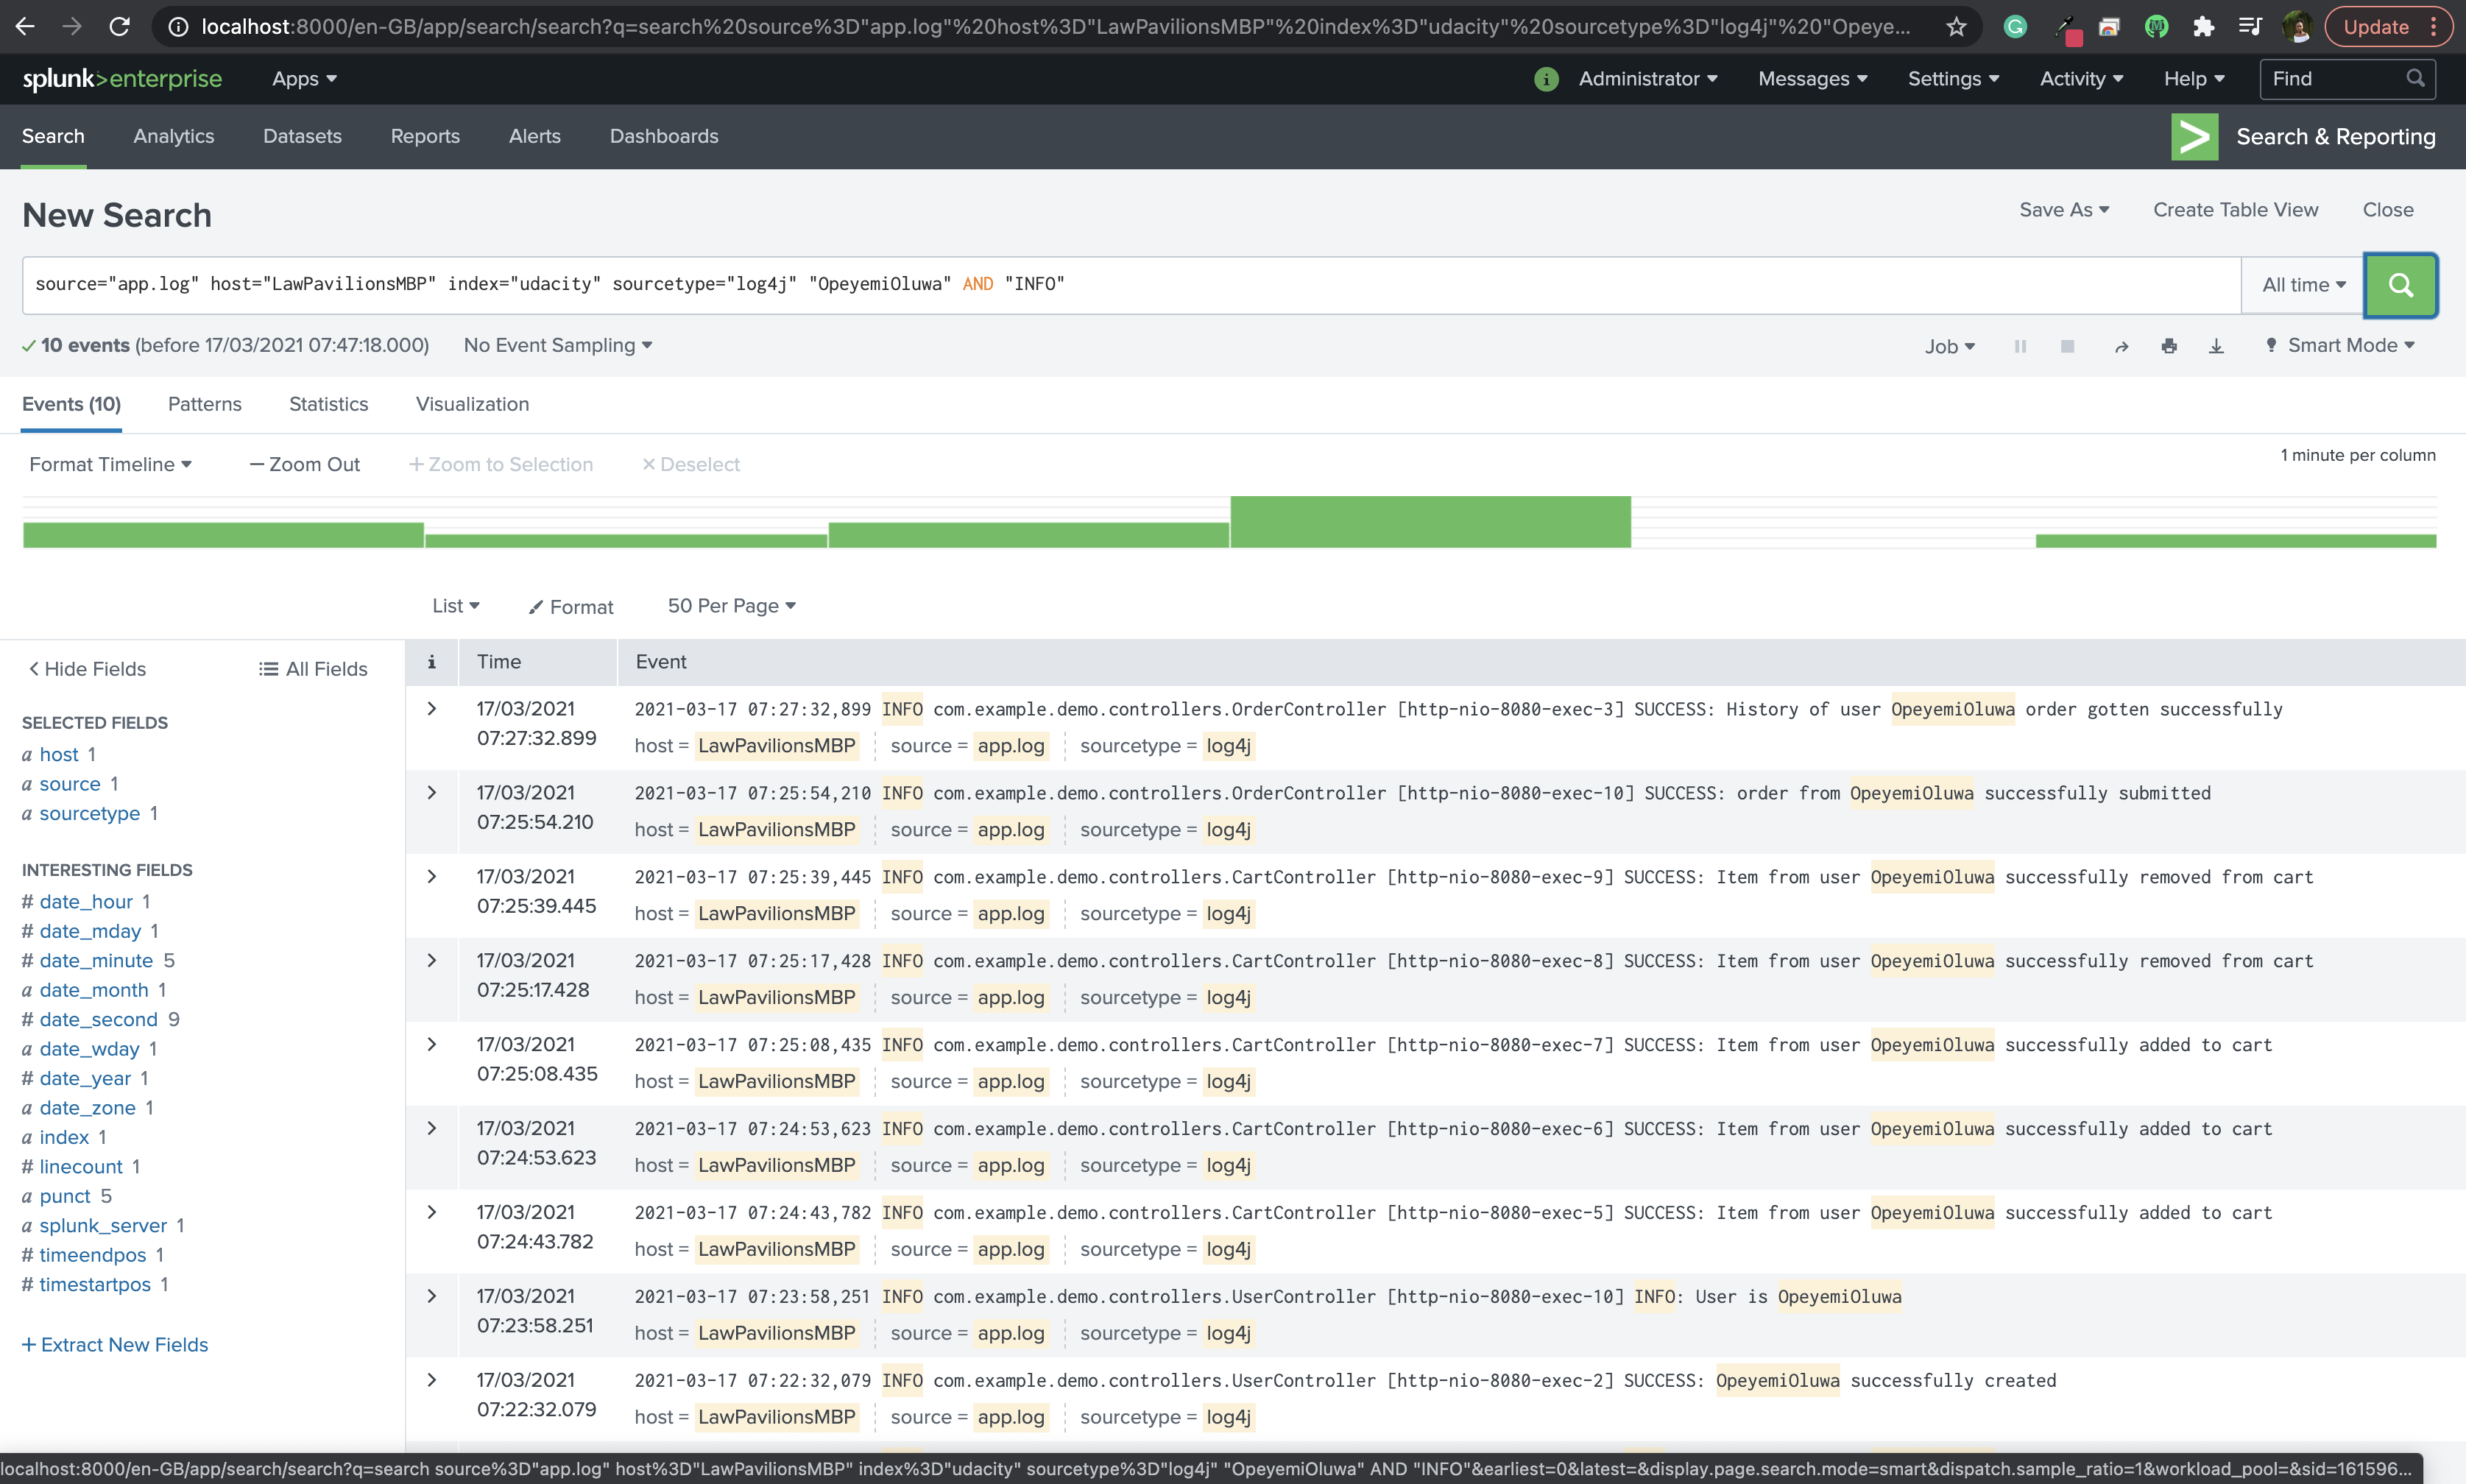 localhost:8000/en-GB/app/search/search?q=search%20source%3D"app.log"%20host%3D"LawPavilionsMBP"%20index%3D"udacity"%20sourcetype%3D"log4j"%20"Opeye... Update
splunk>enterprise Apps Administrator Messages Settings Activity Help Find
Search Analytics Datasets Reports Alerts Dashboards Search & Reporting
New Search Save As Create Table View Close
source="app.log" host="LawPavilionsMBP" index="udacity" sourcetype="log4j" "OpeyemiOluwa" AND "INFO" All time
10 events (before 17/03/2021 07:47:18.000) No Event Sampling Job Smart Mode
Events (10) Patterns Statistics Visualization
Format Timeline — Zoom Out + Zoom to Selection × Deselect 1 minute per column
List Format 50 Per Page
Hide Fields All Fields
SELECTED FIELDS
a host 1
a source 1
a sourcetype 1
INTERESTING FIELDS
# date_hour 1
# date_mday 1
# date_minute 5
a date_month 1
# date_second 9
a date_wday 1
# date_year 1
a date_zone 1
a index 1
# linecount 1
a punct 5
a splunk_server 1
# timeendpos 1
# timestartpos 1
+ Extract New Fields
i Time Event
17/03/2021 07:27:32.899 2021-03-17 07:27:32,899 INFO com.example.demo.controllers.OrderController [http-nio-8080-exec-3] SUCCESS: History of user OpeyemiOluwa order gotten successfully
host = LawPavilionsMBP source = app.log sourcetype = log4j
17/03/2021 07:25:54.210 2021-03-17 07:25:54,210 INFO com.example.demo.controllers.OrderController [http-nio-8080-exec-10] SUCCESS: order from OpeyemiOluwa successfully submitted
host = LawPavilionsMBP source = app.log sourcetype = log4j
17/03/2021 07:25:39.445 2021-03-17 07:25:39,445 INFO com.example.demo.controllers.CartController [http-nio-8080-exec-9] SUCCESS: Item from user OpeyemiOluwa successfully removed from cart
host = LawPavilionsMBP source = app.log sourcetype = log4j
17/03/2021 07:25:17.428 2021-03-17 07:25:17,428 INFO com.example.demo.controllers.CartController [http-nio-8080-exec-8] SUCCESS: Item from user OpeyemiOluwa successfully removed from cart
host = LawPavilionsMBP source = app.log sourcetype = log4j
17/03/2021 07:25:08.435 2021-03-17 07:25:08,435 INFO com.example.demo.controllers.CartController [http-nio-8080-exec-7] SUCCESS: Item from user OpeyemiOluwa successfully added to cart
host = LawPavilionsMBP source = app.log sourcetype = log4j
17/03/2021 07:24:53.623 2021-03-17 07:24:53,623 INFO com.example.demo.controllers.CartController [http-nio-8080-exec-6] SUCCESS: Item from user OpeyemiOluwa successfully added to cart
host = LawPavilionsMBP source = app.log sourcetype = log4j
17/03/2021 07:24:43.782 2021-03-17 07:24:43,782 INFO com.example.demo.controllers.CartController [http-nio-8080-exec-5] SUCCESS: Item from user OpeyemiOluwa successfully added to cart
host = LawPavilionsMBP source = app.log sourcetype = log4j
17/03/2021 07:23:58.251 2021-03-17 07:23:58,251 INFO com.example.demo.controllers.UserController [http-nio-8080-exec-10] INFO: User is OpeyemiOluwa
host = LawPavilionsMBP source = app.log sourcetype = log4j
17/03/2021 07:22:32.079 2021-03-17 07:22:32,079 INFO com.example.demo.controllers.UserController [http-nio-8080-exec-2] SUCCESS: OpeyemiOluwa successfully created
host = LawPavilionsMBP source = app.log sourcetype = log4j
localhost:8000/en-GB/app/search/search?q=search source%3D"app.log" host%3D"LawPavilionsMBP" index%3D"udacity" sourcetype%3D"log4j" "OpeyemiOluwa" AND "INFO"&earliest=0&latest=&display.page.search.mode=smart&dispatch.sample_ratio=1&workload_pool=&sid=161596...